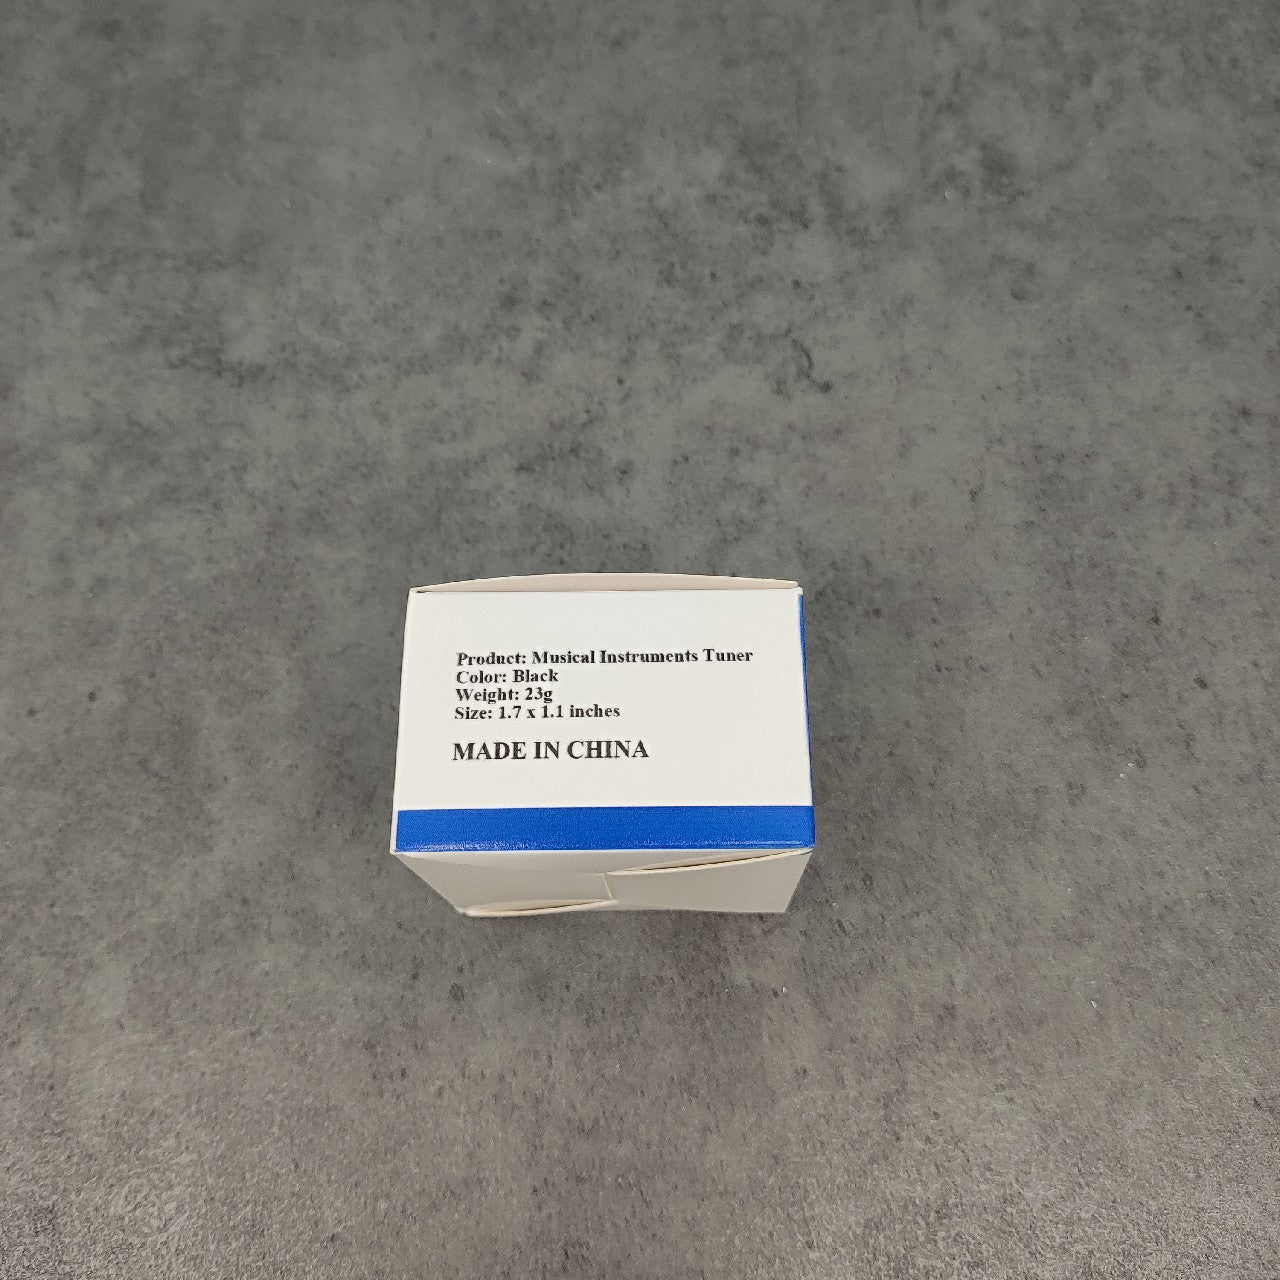 Product: Musical Instruments Tuner
Color: Black
Weight: 23g
Size: 1.7 x 1.1 inches
MADE IN CHINA